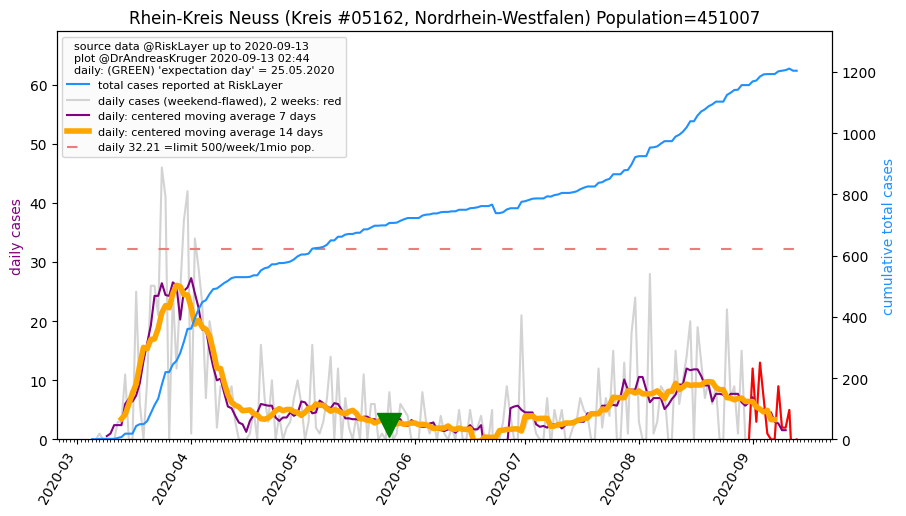 Rhein-Kreis Neuss (Kreis #05162, Nordrhein-Westfalen) Population=451007
source data @RiskLayer up to 2020-09-13
plot @DrAndreasKruger 2020-09-13 02:44
daily: (GREEN) 'expectation day' = 25.05.2020
total cases reported at RiskLayer
daily cases (weekend-flawed), 2 weeks: red
daily: centered moving average 7 days
daily: centered moving average 14 days
daily 32.21 =limit 500/week/1mio pop.
daily cases
60
50
40
30
20
10
0
1200
1000
800
600
400
200
0
cumulative total cases
2020-03
2020-04
2020-05
2020-06
2020-07
2020-08
2020-09